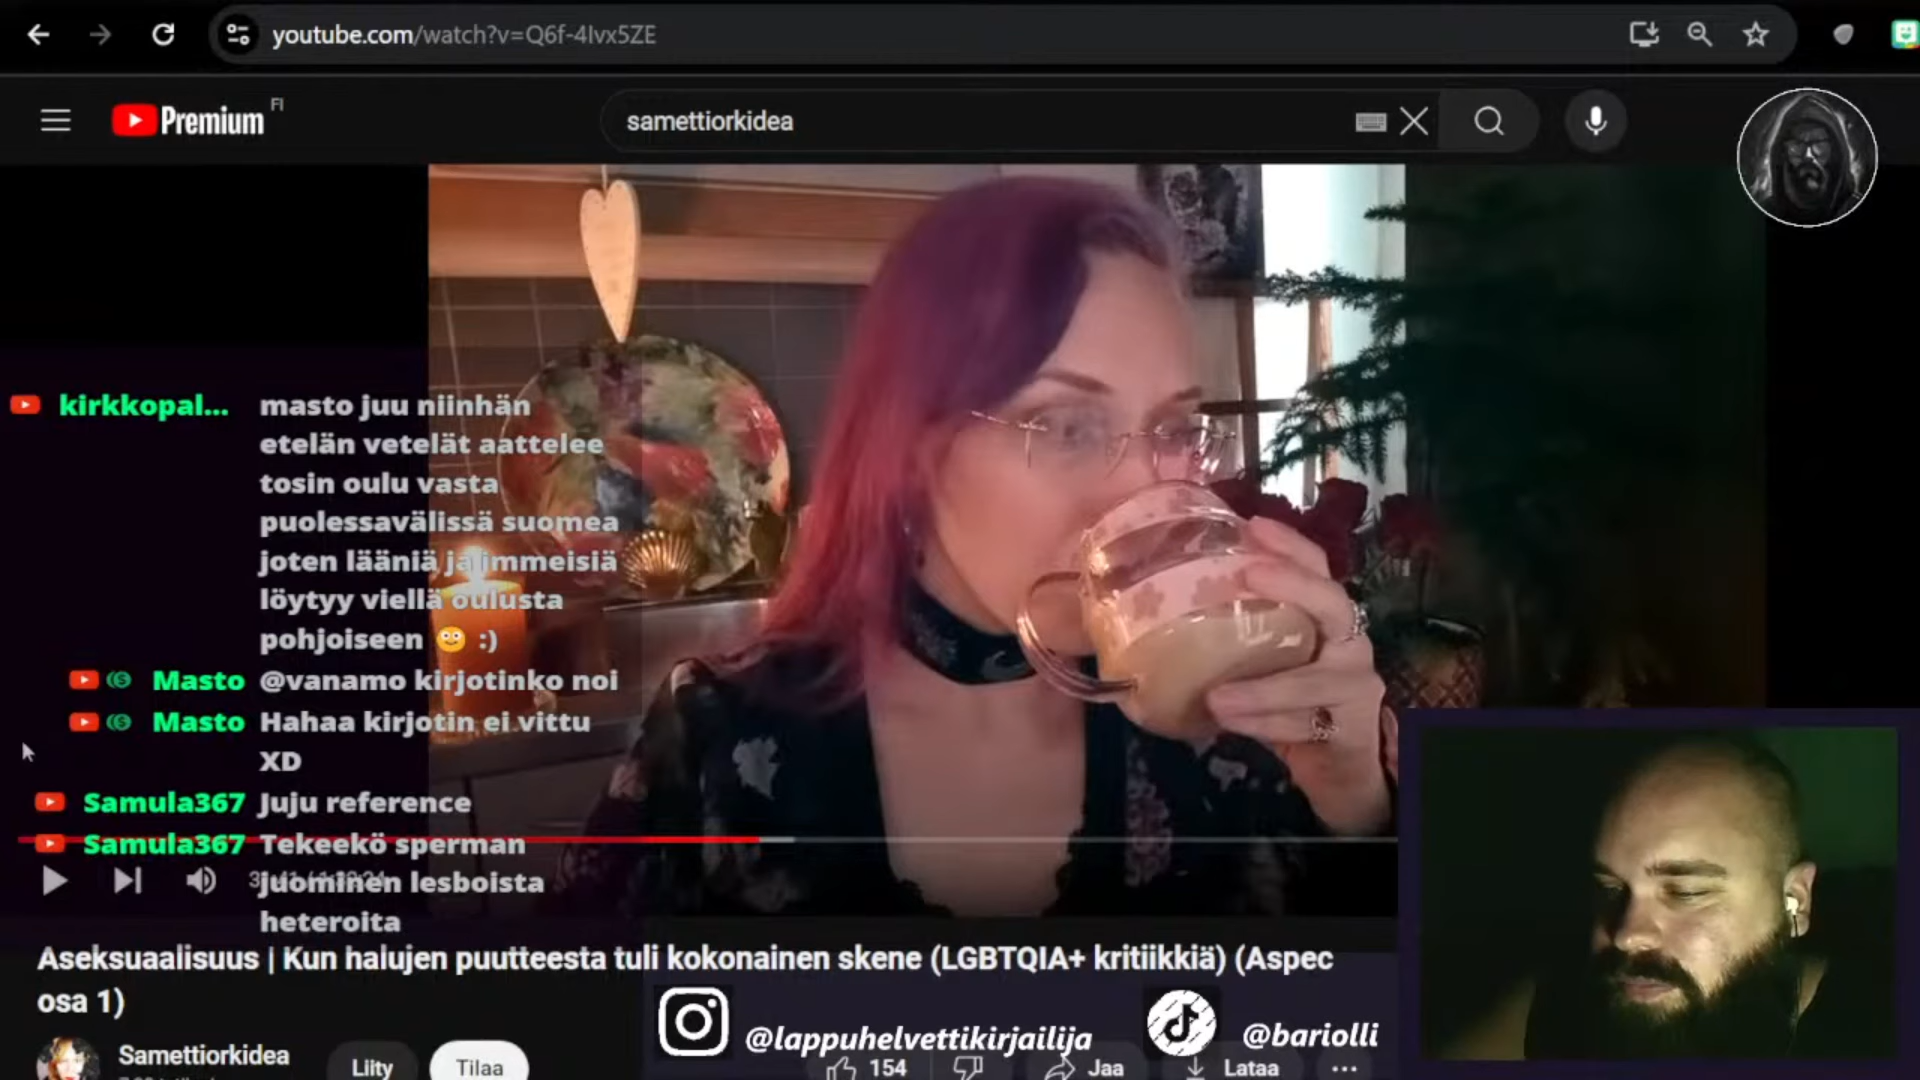 youtube.com/watch?v=Q6f-4lvx5ZE
Premium FI
samettiorkidea
kirkkopal... masto juu niinhän
etelän vetelät aattelee
tosin oulu vasta
puolessavälissä suomea
joten lääniä ja immeisiä
löytyy viellä oulusta
pohjoiseen :)
Masto @vanamo kirjotinko noi
Masto Hahaa kirjotin ei vittu
XD
Samula367 Juju reference
Samula367 Tekeekö sperman
juominen lesboista
heteroita
Aseksuaalisuus | Kun halujen puutteesta tuli kokonainen skene (LGBTQIA+ kritiikkiä) (Aspec
osa 1)
@lappuhelvettikirjailija
@bariolli
Samettiorkidea
Liity
Tilaa
154
Jaa
Lataa